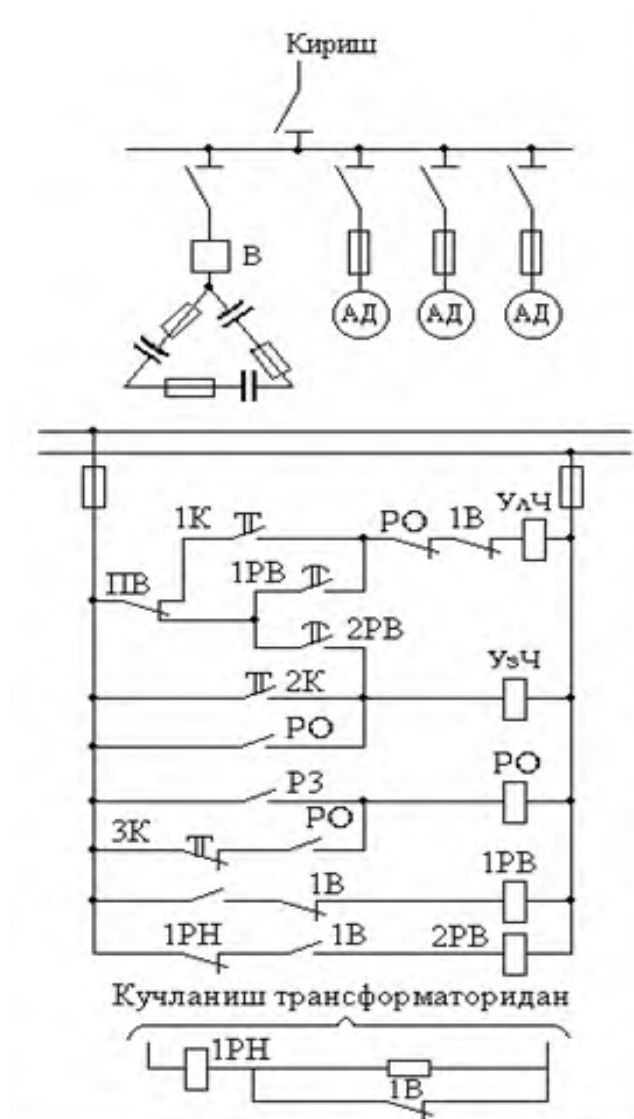 Кириш
В
АД АД АД
1К РО 1В УлЧ
1РВ
ПВ
2РВ
УзЧ
2К
РО
РО
РЗ
РО
3К
1РВ
1В
1РН 1В 2РВ
Кучланиш трансформаторидан
1РН
1В